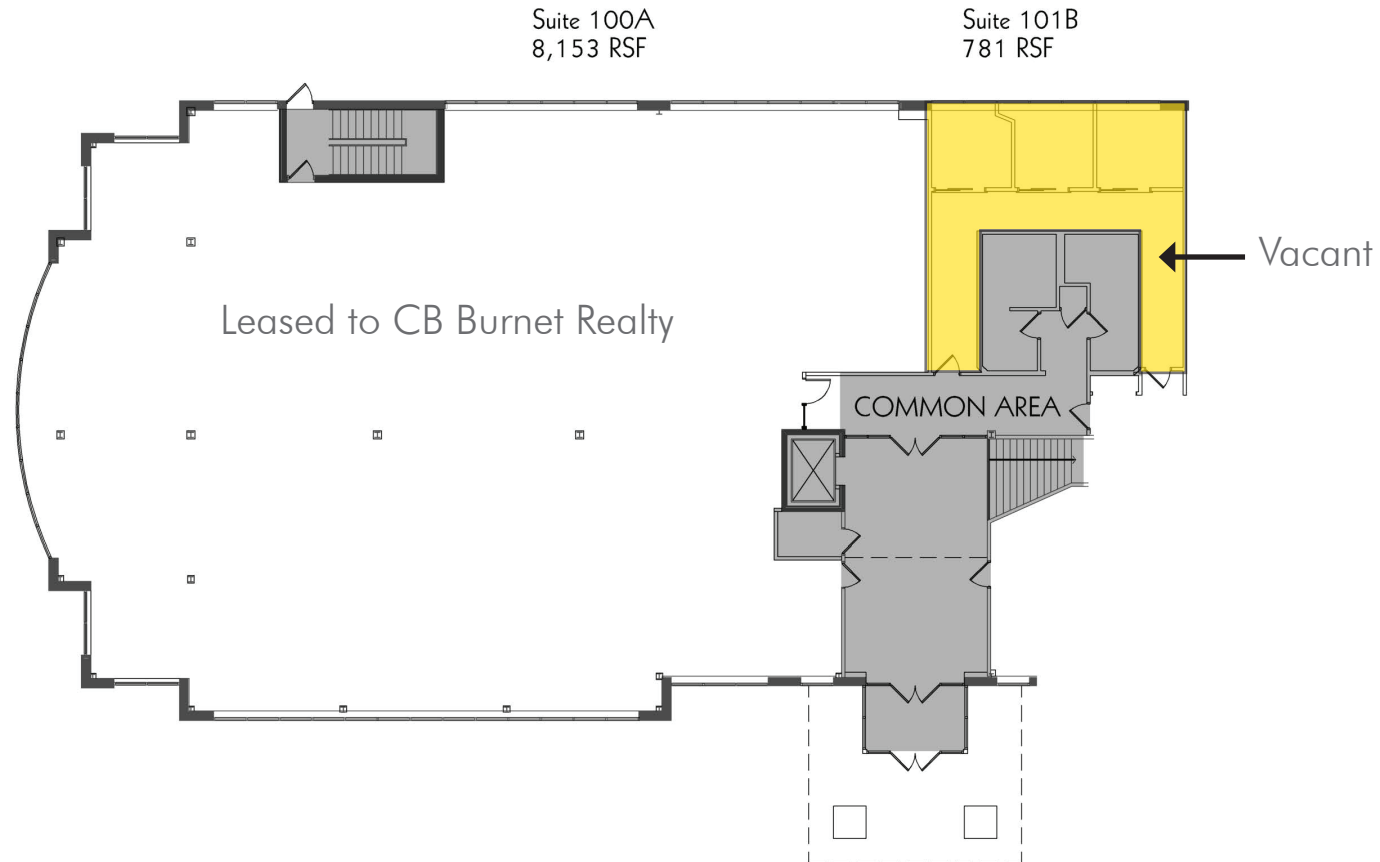 Suite 100A
8,153 RSF
Suite 101B
781 RSF
Vacant
Leased to CB Burnet Realty
COMMON AREA